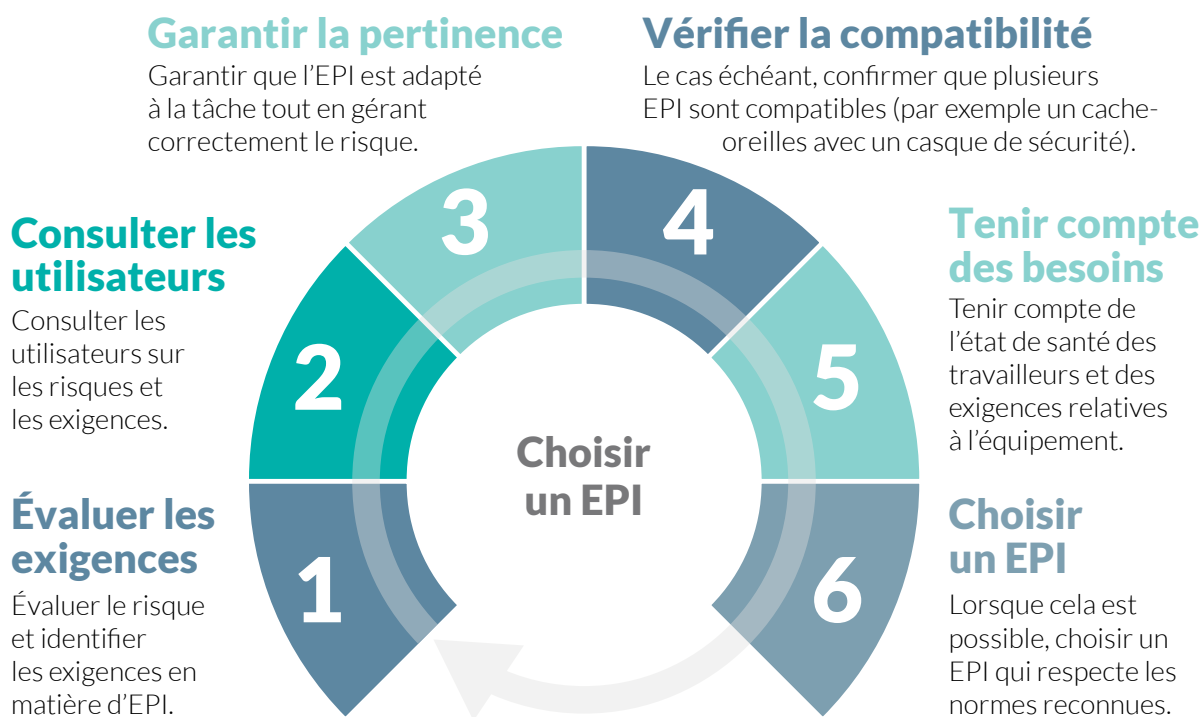 Garantir la pertinence
Garantir que l’EPI est adapté
à la tâche tout en gérant
correctement le risque.
Vérifier la compatibilité
Le cas échéant, confirmer que plusieurs
EPI sont compatibles (par exemple un cache-
oreilles avec un casque de sécurité).
Consulter les
utilisateurs
Consulter les
utilisateurs sur
les risques et
les exigences.
Tenir compte
des besoins
Tenir compte de
l’état de santé des
travailleurs et des
exigences relatives
à l’équipement.
Évaluer les
exigences
Évaluer le risque
et identifier
les exigences en
matière d’EPI.
Choisir
un EPI
Lorsque cela est
possible, choisir un
EPI qui respecte les
normes reconnues.
1
2
3
4
5
6
Choisir
un EPI